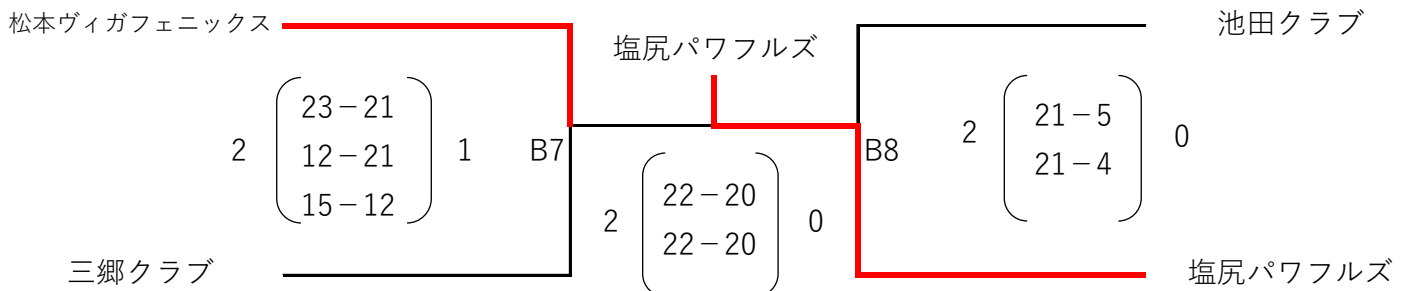 松本ヴィガフェニックス
池田クラブ
塩尻パワフルズ
23－21
2 12－21 1
15－12
B7
B8
2 21－5 0
21－4
22－20
2 22－20 0
三郷クラブ
塩尻パワフルズ